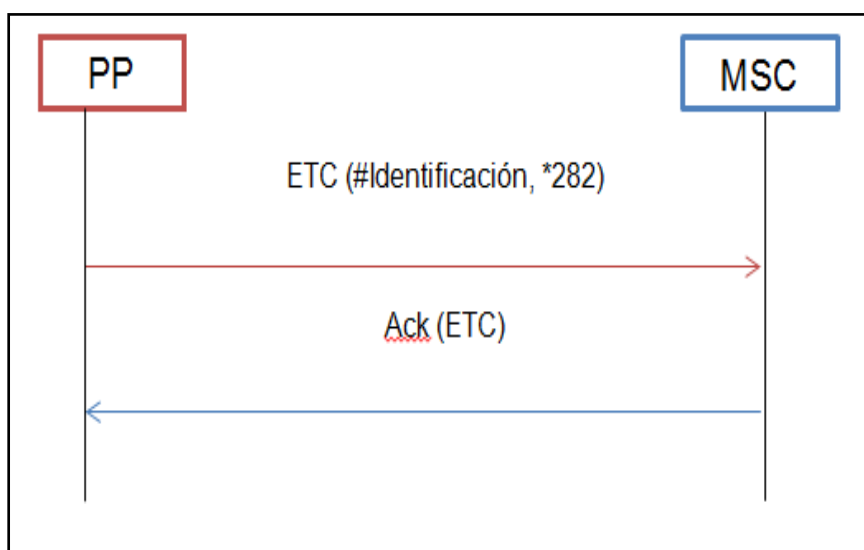 PP
MSC
ETC (#Identificación, *282)
Ack (ETC)